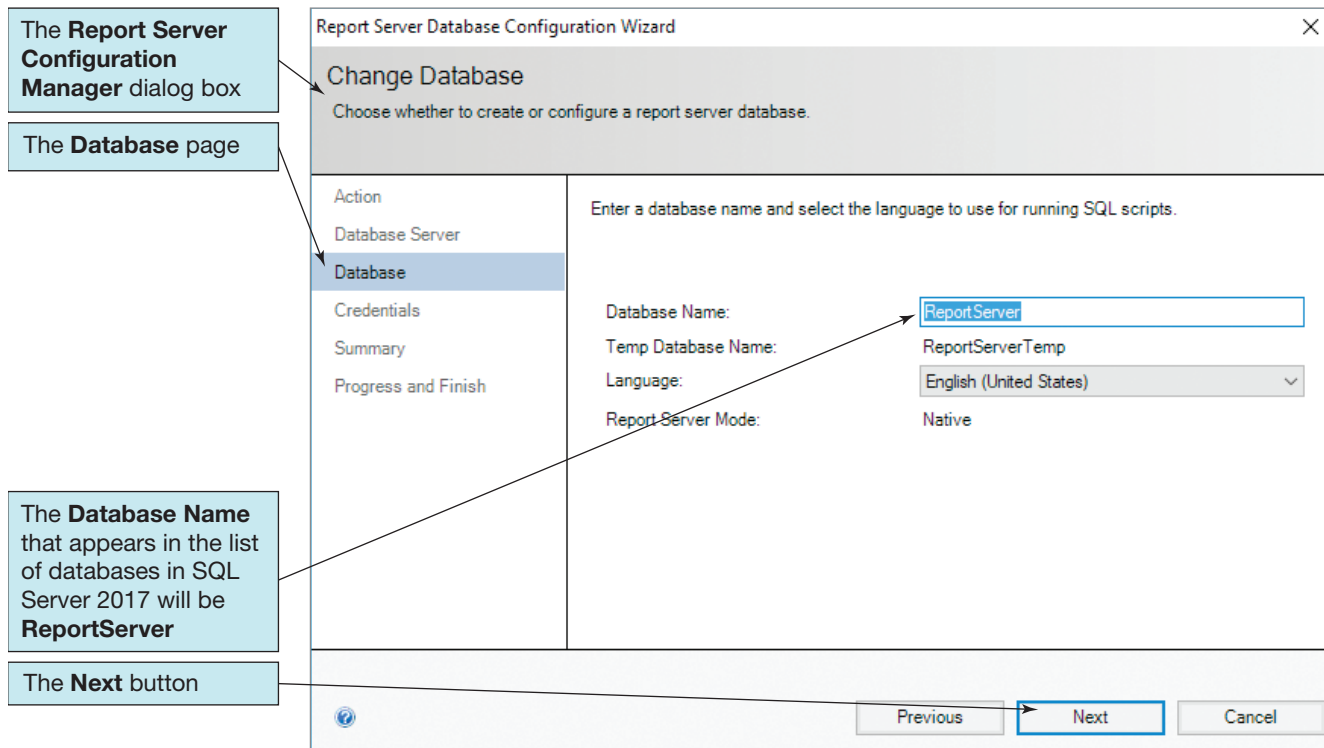 The Report Server
Configuration
Manager dialog box
The Database page
The Database Name
that appears in the list
of databases in SQL
Server 2017 will be
ReportServer
The Next button
Report Server Database Configuration Wizard
Change Database
Choose whether to create or configure a report server database.
Action
Database Server
Database
Credentials
Summary
Progress and Finish
Enter a database name and select the language to use for running SQL scripts.
Database Name: ReportServer
Temp Database Name: ReportServerTemp
Language: English (United States)
Report Server Mode: Native
Previous Next Cancel